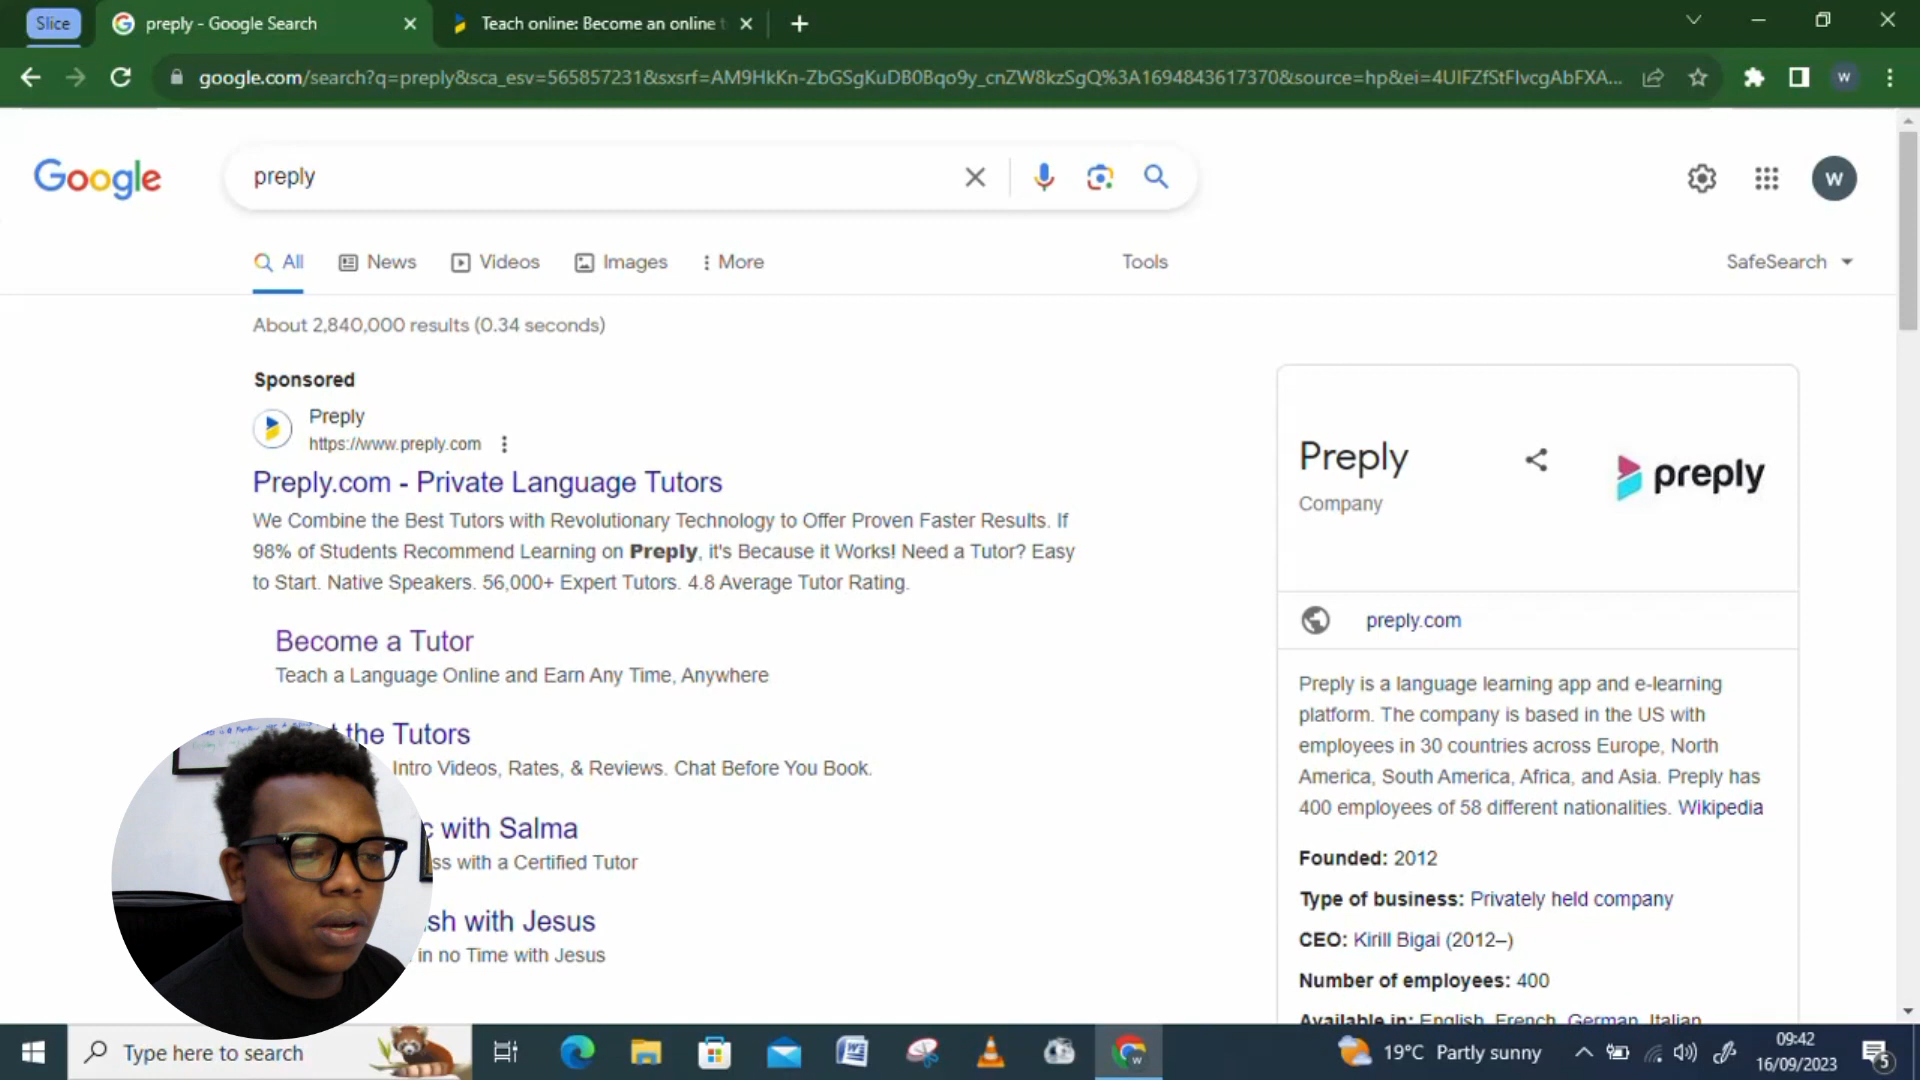 Slice
preply - Google Search
Teach online: Become an online
google.com/search?q=preply&sca_esv=565857231&sxsrf=AM9HkKn-ZbGSgKuDB0Bqo9y_cnZW8kzSgQ%3A1694843617370&source=hp&ei=4UIFZfStFIvcgAbFXA...
W
Google
preply
W
All
News
Videos
Images
More
Tools
SafeSearch
About 2,840,000 results (0.34 seconds)
Sponsored
Preply
https://www.preply.com
Preply.com - Private Language Tutors
We Combine the Best Tutors with Revolutionary Technology to Offer Proven Faster Results. If
98% of Students Recommend Learning on Preply, it's Because it Works! Need a Tutor? Easy
to Start. Native Speakers. 56,000+ Expert Tutors. 4.8 Average Tutor Rating.
Become a Tutor
Teach a Language Online and Earn Any Time, Anywhere
the Tutors
Intro Videos, Rates, & Reviews. Chat Before You Book.
with Salma
with a Certified Tutor
with Jesus
in no Time with Jesus
Preply
Company
preply
preply.com
Preply is a language learning app and e-learning
platform. The company is based in the US with
employees in 30 countries across Europe, North
America, South America, Africa, and Asia. Preply has
400 employees of 58 different nationalities. Wikipedia
Founded: 2012
Type of business: Privately held company
CEO: Kirill Bigai (2012–)
Number of employees: 400
Available in: English, French, German, Italian
Type here to search
19°C Partly sunny
09:42
16/09/2023
5